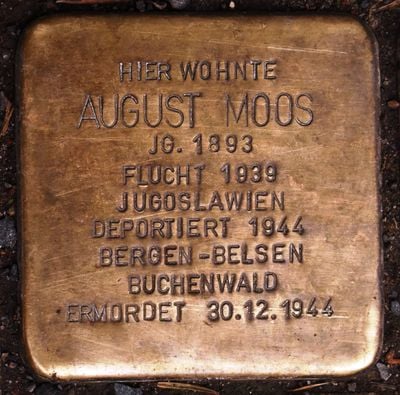 HIER WOHNTE
AUGUST MOOS
JG. 1893
FLUCHT 1939
JUGOSLAWIEN
DEPORTIERT 1944
BERGEN-BELSEN
BUCHENWALD
ERMORDET 30.12.1944